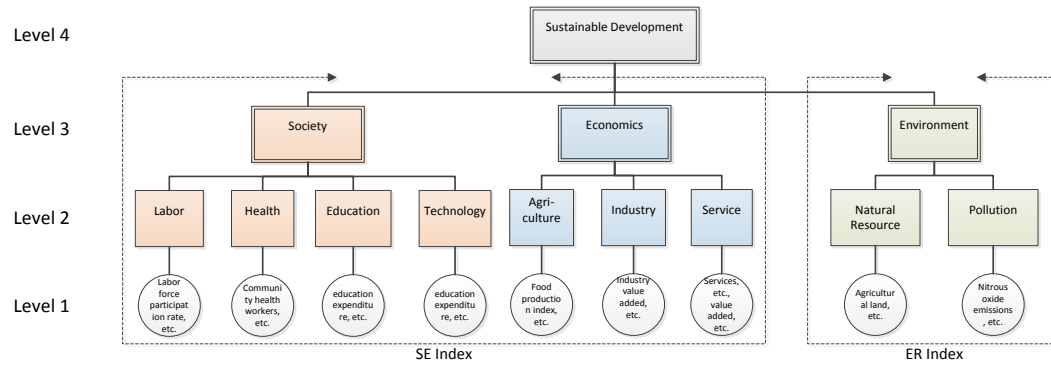 Level 4
Sustainable Development
Level 3
Society
Economics
Environment
Level 2
Labor
Health
Education
Technology
Agri-
culture
Industry
Service
Natural
Resource
Pollution
Level 1
Labor
force
participat
ion rate,
etc.
Communi
ty health
workers,
etc.
education
expenditu
re, etc.
education
expenditu
re, etc.
Food
productio
n index,
etc.
Industry
value
added,
etc.
Services,
etc.,
value
added,
etc.
Agricultur
al land,
etc.
Nitrous
oxide
emissions
, etc.
SE Index
ER Index